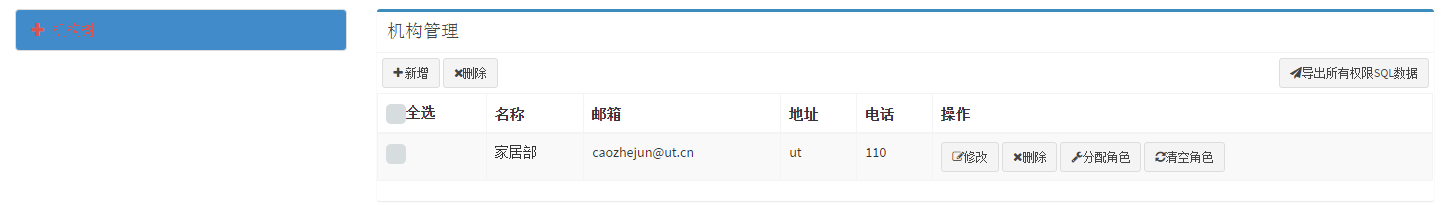 机构管理
新增 删除 导出所有权限SQL数据
全选 名称 邮箱 地址 电话 操作
家居部 caozhejun@ut.cn ut 110 修改 删除 分配角色 清空角色